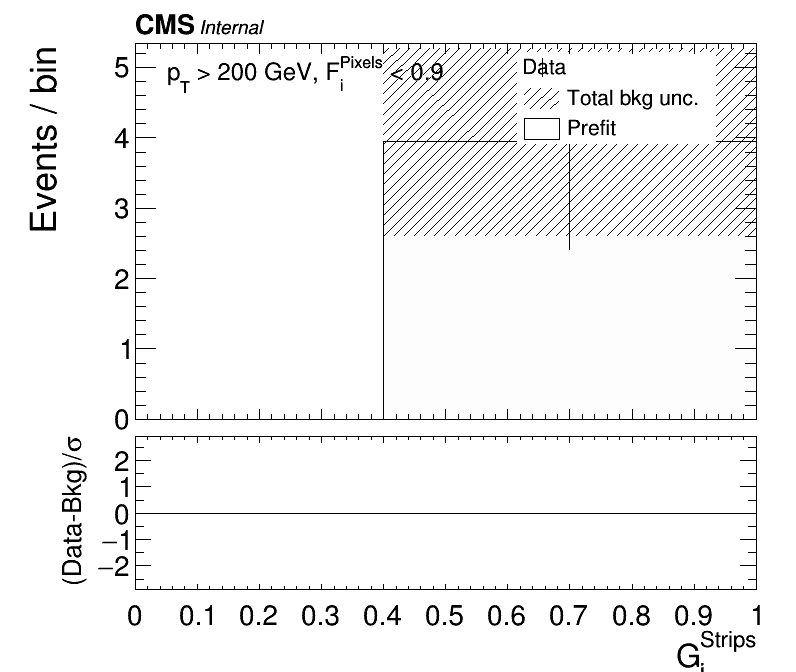 CMS Internal
Events / bin
p_T > 200 GeV, F_i^Pixels < 0.9
Data
Total bkg unc.
Prefit
5
4
3
2
1
0
(Data-Bkg)/σ
2
1
0
−1
−2
0 0.1 0.2 0.3 0.4 0.5 0.6 0.7 0.8 0.9 1
G_i^Strips